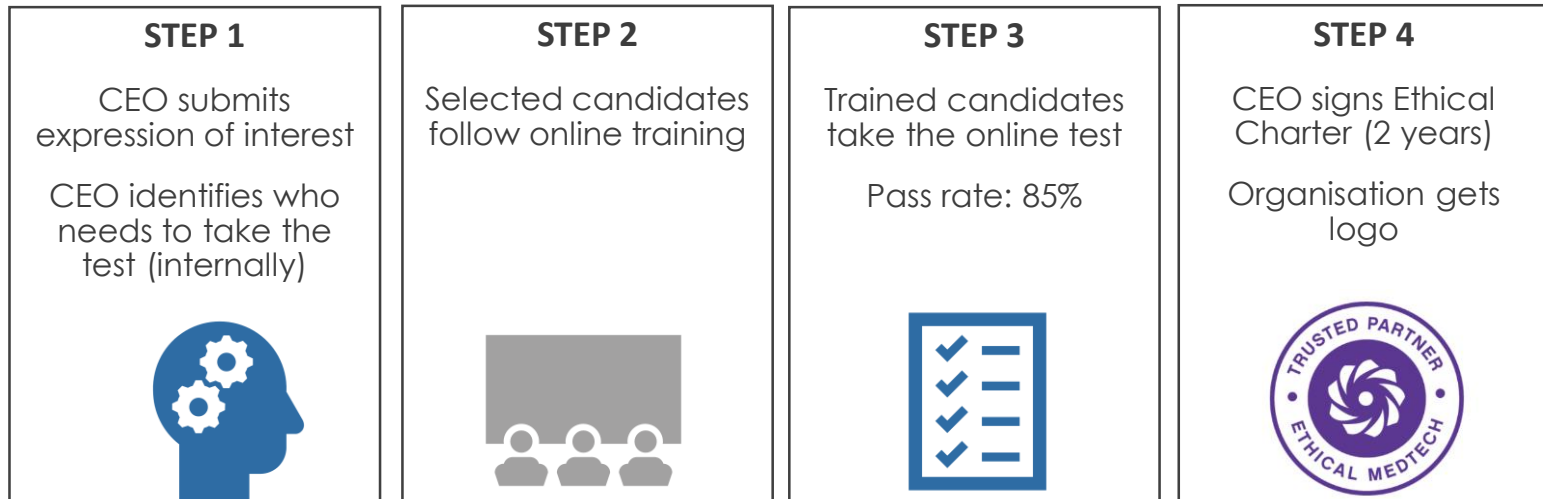 STEP 1
CEO submits
expression of interest
CEO identifies who
needs to take the
test (internally)
STEP 2
Selected candidates
follow online training
STEP 3
Trained candidates
take the online test
Pass rate: 85%
STEP 4
CEO signs Ethical
Charter (2 years)
Organisation gets
logo
TRUSTED PARTNER
ETHICAL MEDTECH